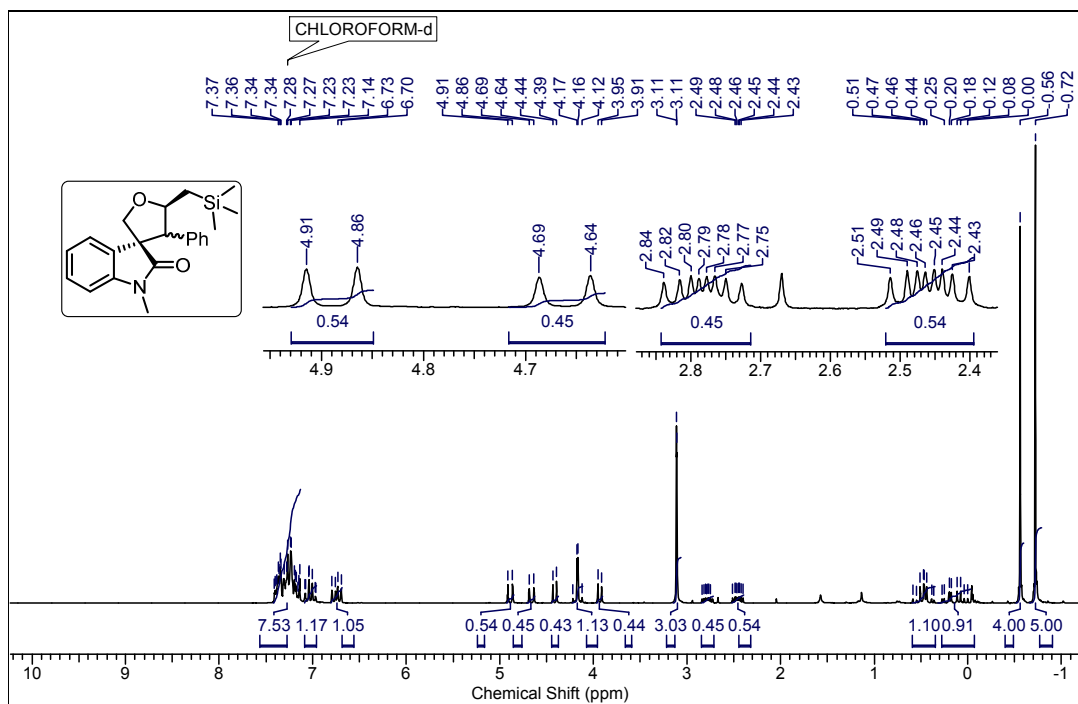 CHLOROFORM-d
7.37 7.36 7.34 7.34 7.28 7.27 7.23 7.23 7.14 6.73 6.70 4.91 4.86 4.69 4.64 4.44 4.39 4.17 4.16 4.12 3.95 3.91 3.11 3.11 2.49 2.48 2.46 2.45 2.44 2.43 0.51 0.47 0.46 0.44 0.25 0.20 0.18 0.12 0.08 0.00 -0.56 -0.72
O
Si
Ph
O
N
4.91 4.86 4.69 4.64 2.84 2.82 2.80 2.79 2.78 2.77 2.75 2.51 2.49 2.48 2.46 2.45 2.44 2.43
0.54 0.45 0.45 0.54
4.9 4.8 4.7 2.8 2.7 2.6 2.5 2.4
7.53 1.17 1.05 0.54 0.45 0.43 1.13 0.44 3.03 0.45 0.54 1.10 0.91 4.00 5.00
10 9 8 7 6 5 4 3 2 1 0 -1
Chemical Shift (ppm)